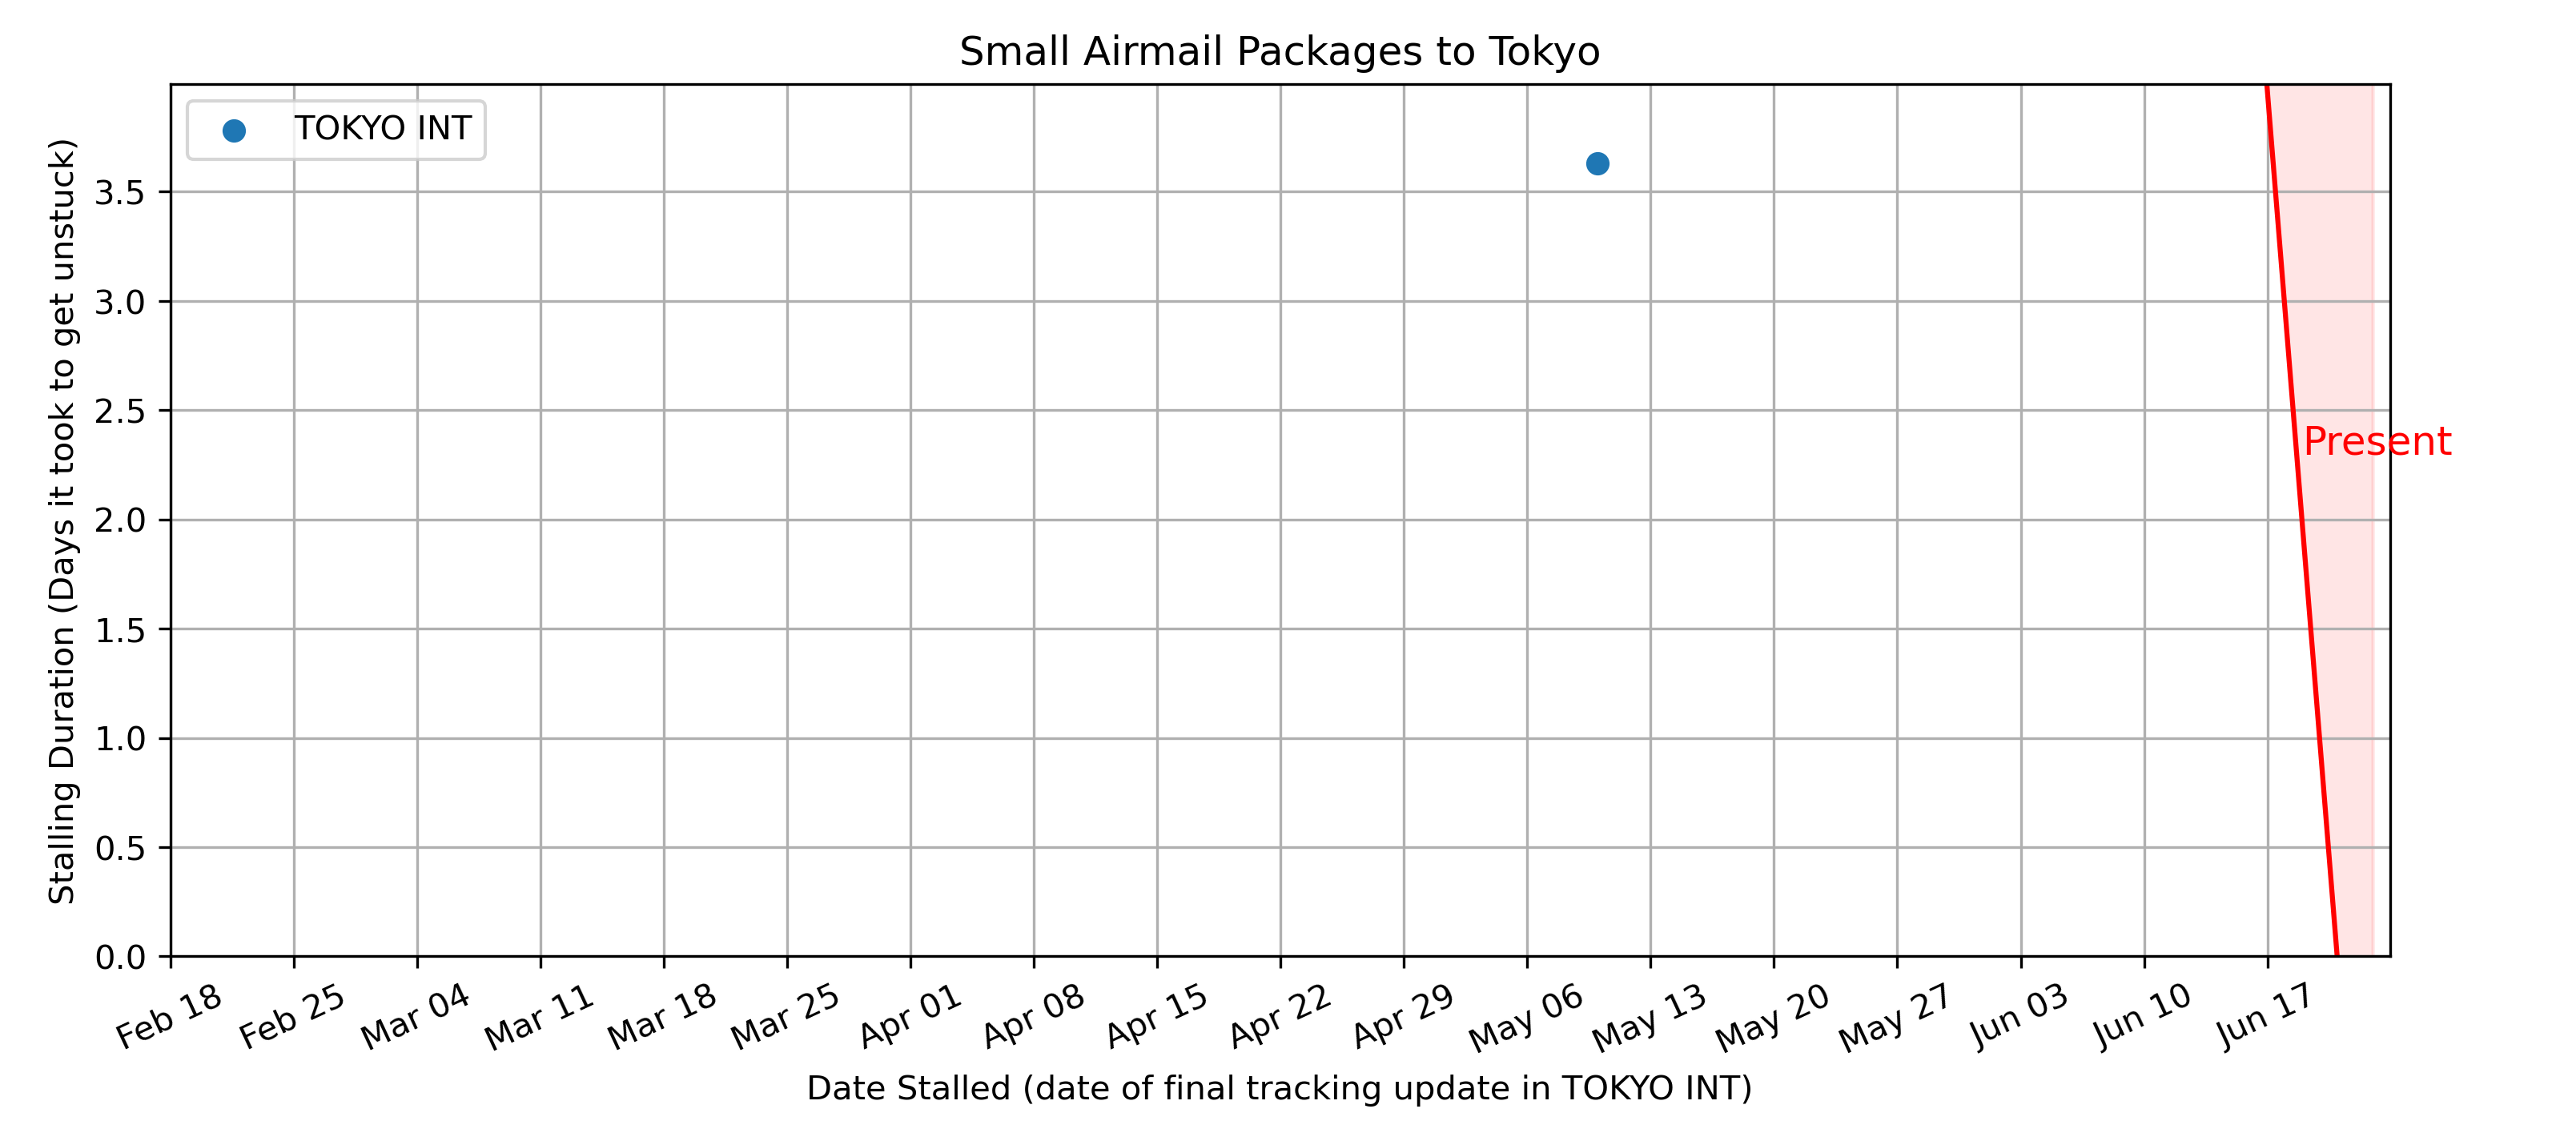 Small Airmail Packages to Tokyo
TOKYO INT
Stalling Duration (Days it took to get unstuck)
3.5
3.0
2.5
2.0
1.5
1.0
0.5
0.0
Present
Feb 18
Feb 25
Mar 04
Mar 11
Mar 18
Mar 25
Apr 01
Apr 08
Apr 15
Apr 22
Apr 29
May 06
May 13
May 20
May 27
Jun 03
Jun 10
Jun 17
Date Stalled (date of final tracking update in TOKYO INT)